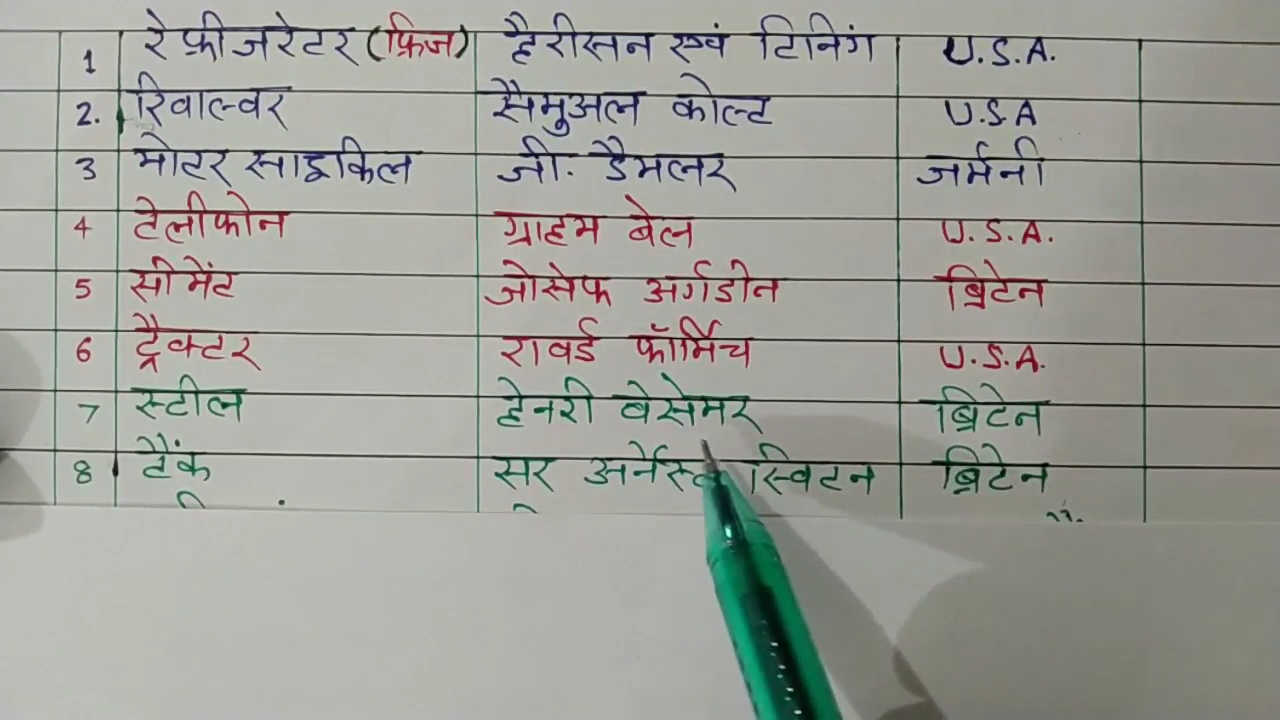 1 रेफ्रीजरेटर (फ्रिज) हैरीसन एवं टिनिंग U.S.A.
2. रिवाल्वर सैमुअल कोल्ट U.S.A
3 मोटर साइकिल जी. डैमलर जर्मनी
4 टेलीफोन ग्राहम बेल U.S.A.
5 सीमेंट जोसेफ अर्गडीन ब्रिटेन
6 ट्रैक्टर रावर्ड फॉर्मिच U.S.A.
7 स्टील हेनरी बेसेमर ब्रिटेन
8 टैंक सर अर्नेस्ट स्विटन ब्रिटेन